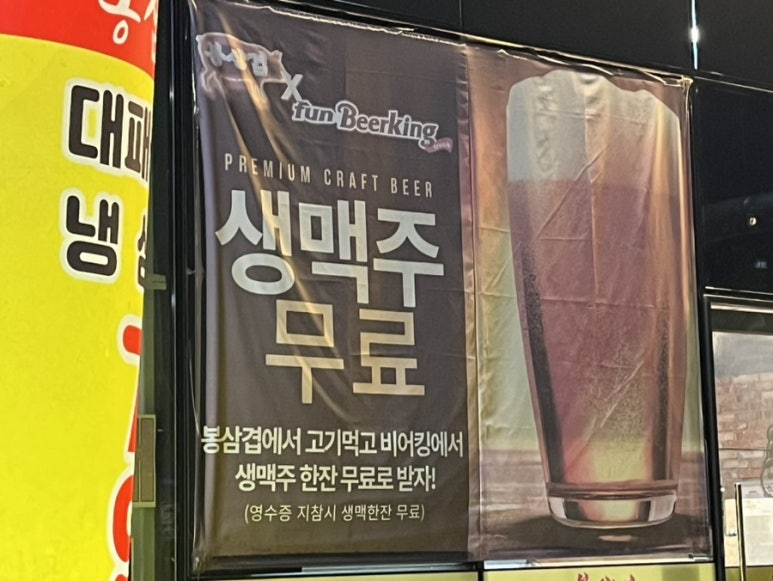 대패
냉삼
X
fun Beerking
PREMIUM CRAFT BEER
생맥주
무료
봉삼겹에서 고기먹고 비어킹에서
생맥주 한잔 무료로 받자!
(영수증 지참시 생맥한잔 무료)